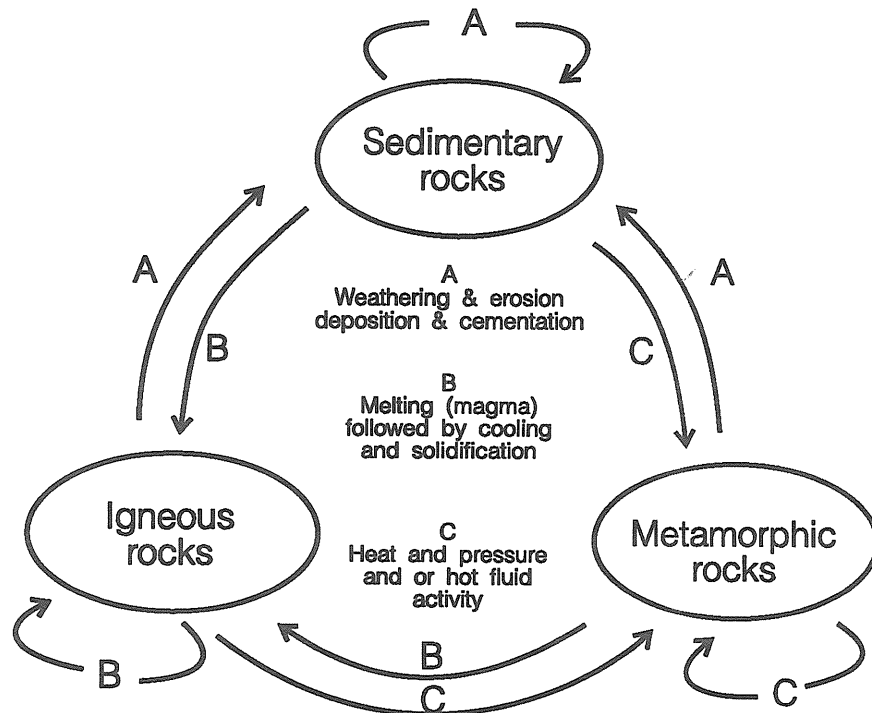 A
Sedimentary
rocks
A
B
A
Weathering & erosion
deposition & cementation
C
A
B
Melting (magma)
followed by cooling
and solidification
Igneous
rocks
C
Heat and pressure
and or hot fluid
activity
Metamorphic
rocks
B
B
C
C